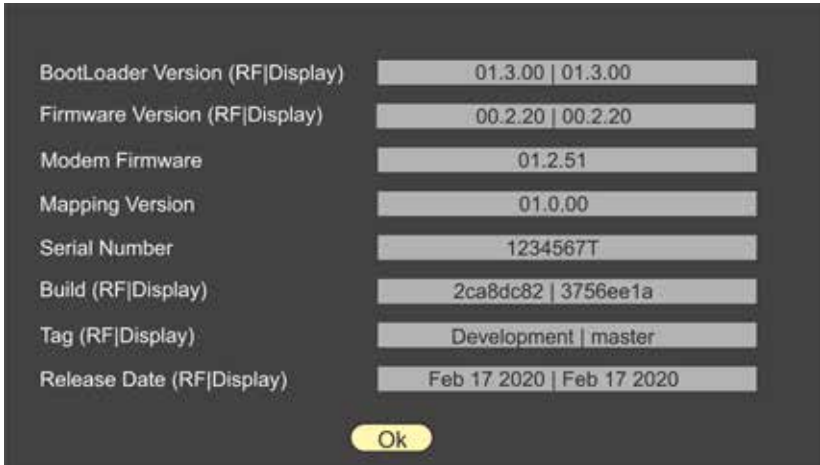 BootLoader Version (RF|Display) 01.3.00 | 01.3.00
Firmware Version (RF|Display) 00.2.20 | 00.2.20
Modem Firmware 01.2.51
Mapping Version 01.0.00
Serial Number 1234567T
Build (RF|Display) 2ca8dc82 | 3756ee1a
Tag (RF|Display) Development | master
Release Date (RF|Display) Feb 17 2020 | Feb 17 2020
Ok